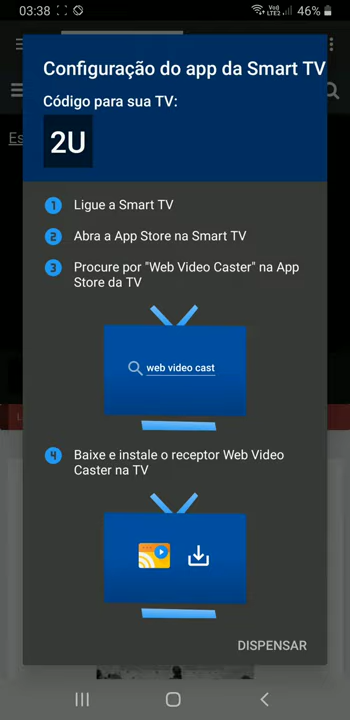 03:38
Vo))
LTE2
46%
Configuração do app da Smart TV
Código para sua TV:
2U
1 Ligue a Smart TV
2 Abra a App Store na Smart TV
3 Procure por "Web Video Caster" na App
Store da TV
web video cast
4 Baixe e instale o receptor Web Video
Caster na TV
DISPENSAR